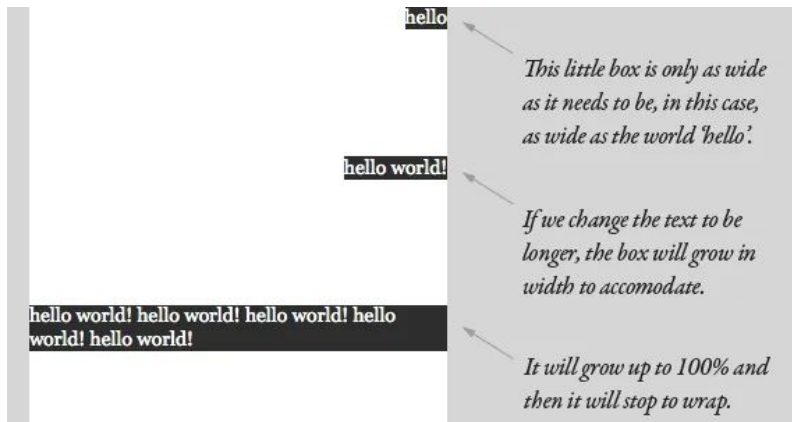 hello
This little box is only as wide
as it needs to be, in this case,
as wide as the world ‘hello’.
hello world!
If we change the text to be
longer, the box will grow in
width to accomodate.
hello world! hello world! hello world! hello
world! hello world!
It will grow up to 100% and
then it will stop to wrap.